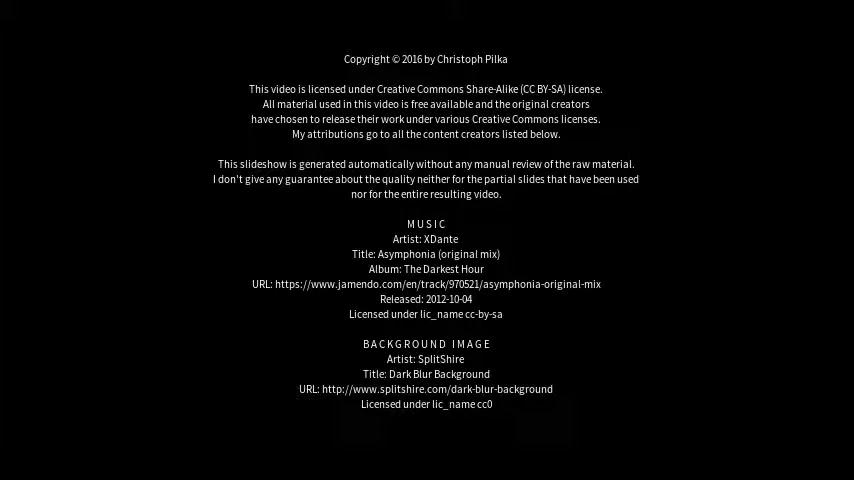 Copyright © 2016 by Christoph Pilka
This video is licensed under Creative Commons Share-Alike (CC BY-SA) license.
All material used in this video is free available and the original creators
have chosen to release their work under various Creative Commons licenses.
My attributions go to all the content creators listed below.
This slideshow is generated automatically without any manual review of the raw material.
I don't give any guarantee about the quality neither for the partial slides that have been used
nor for the entire resulting video.
MUSIC
Artist: XDante
Title: Asymphonia (original mix)
Album: The Darkest Hour
URL: https://www.jamendo.com/en/track/970521/asymphonia-original-mix
Released: 2012-10-04
Licensed under lic_name cc-by-sa
BACKGROUND IMAGE
Artist: SplitShire
Title: Dark Blur Background
URL: http://www.splitshire.com/dark-blur-background
Licensed under lic_name cc0